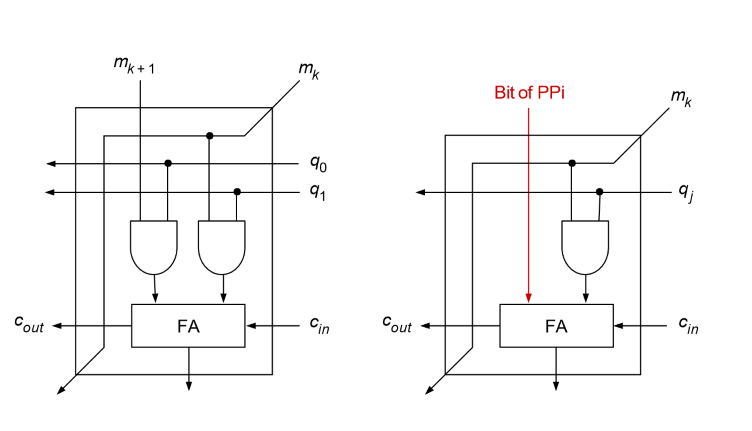 m_{k+1}
m_k
q_0
q_1
c_{out}
FA
c_{in}
Bit of PPi
m_k
q_j
c_{out}
FA
c_{in}